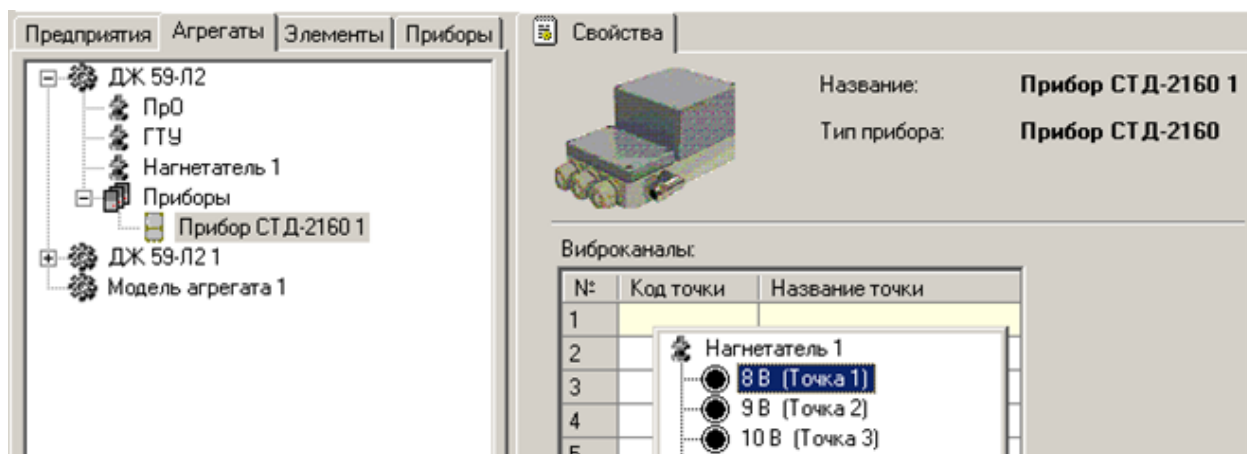 Предприятия Агрегаты Элементы Приборы
Свойства
ДЖ 59-Л2
ПрО
ГТУ
Нагнетатель 1
Приборы
Прибор СТД-2160 1
ДЖ 59-Л2 1
Модель агрегата 1
Название: Прибор СТД-2160 1
Тип прибора: Прибор СТД-2160
Виброканалы:
№ Код точки Название точки
1
2
3
4
5
Нагнетатель 1
8 В (Точка 1)
9 В (Точка 2)
10 В (Точка 3)